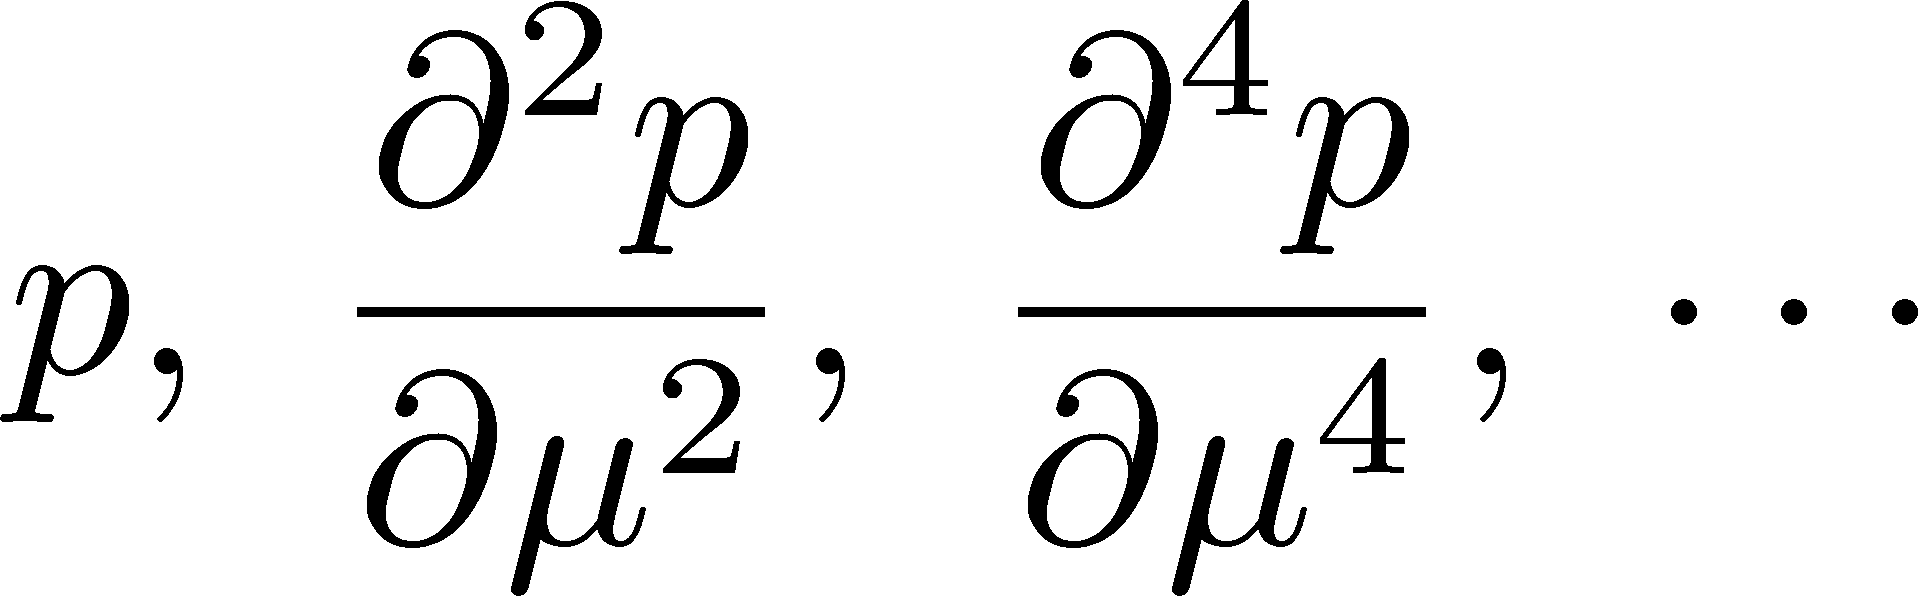 p, ∂²p/∂μ², ∂⁴p/∂μ⁴, ···